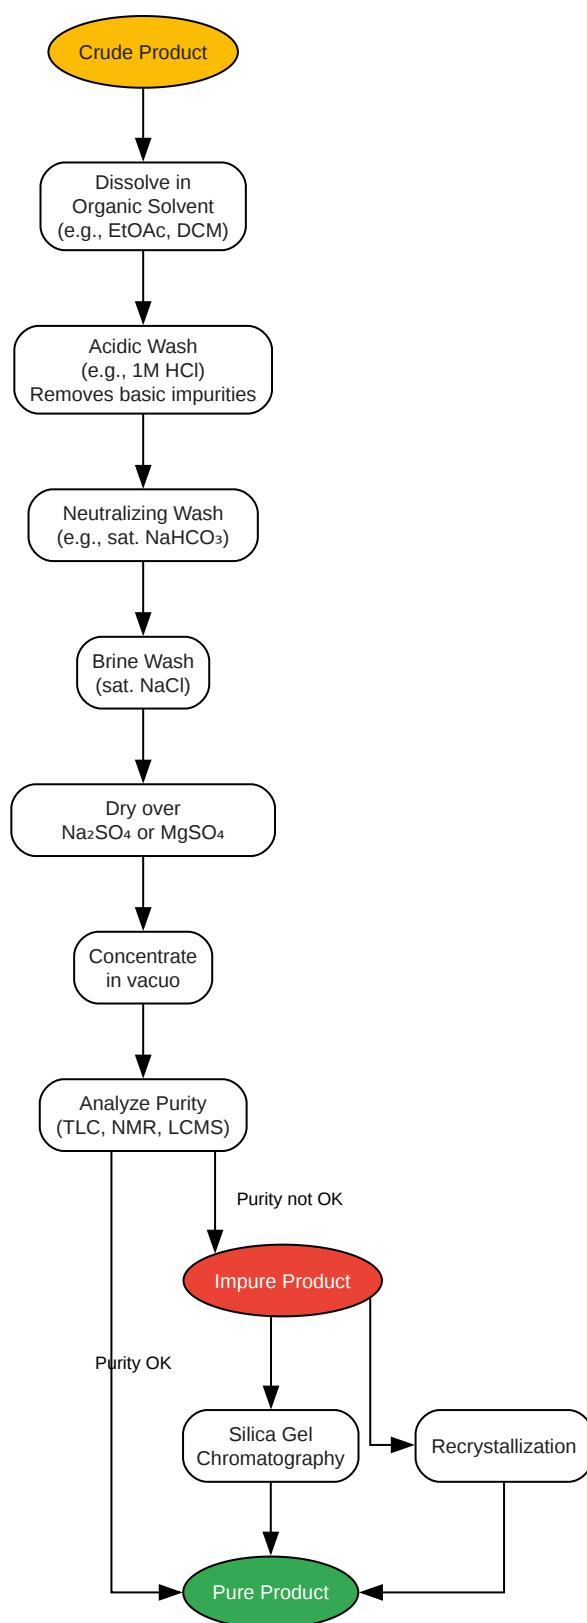 Crude Product
Dissolve in
Organic Solvent
(e.g., EtOAc, DCM)
Acidic Wash
(e.g., 1M HCl)
Removes basic impurities
Neutralizing Wash
(e.g., sat. NaHCO₃)
Brine Wash
(sat. NaCl)
Dry over
Na₂SO₄ or MgSO₄
Concentrate
in vacuo
Analyze Purity
(TLC, NMR, LCMS)
Purity not OK
Impure Product
Purity OK
Silica Gel
Chromatography
Recrystallization
Pure Product